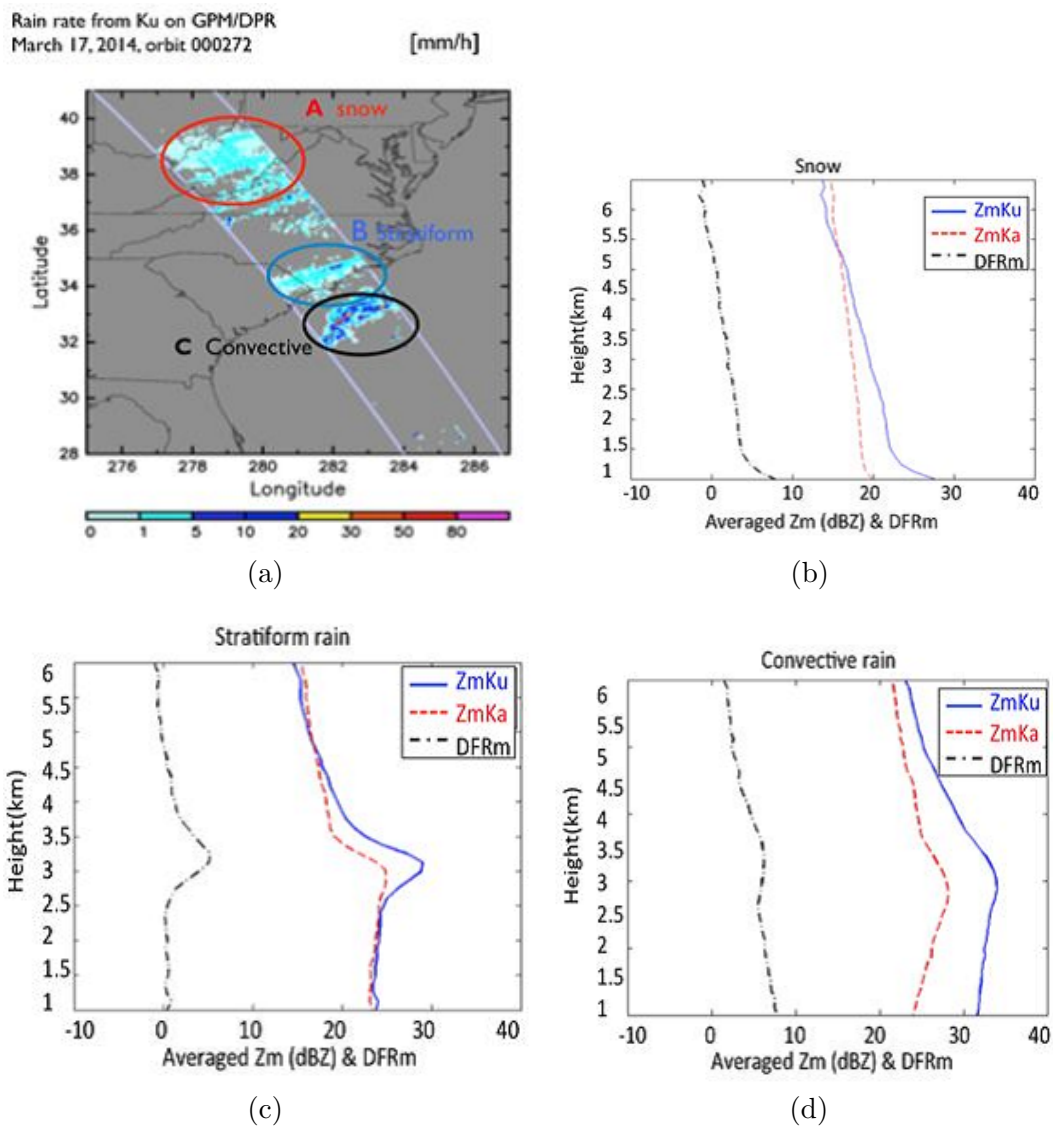 Rain rate from Ku on GPM/DPR
March 17, 2014, orbit 000272
[mm/h]
A snow
B Stratiform
C Convective
40
38
36
34
32
30
28
Latitude
276 278 280 282 284 286
Longitude
0 1 5 10 20 30 50 80
(a)
Snow
ZmKu
ZmKa
DFRm
6
5.5
5
4.5
4
3.5
3
2.5
2
1.5
1
Height(km)
-10 0 10 20 30 40
Averaged Zm (dBZ) & DFRm
(b)
Stratiform rain
ZmKu
ZmKa
DFRm
6
5.5
5
4.5
4
3.5
3
2.5
2
1.5
1
Height(km)
-10 0 10 20 30 40
Averaged Zm (dBZ) & DFRm
(c)
Convective rain
ZmKu
ZmKa
DFRm
6
5.5
5
4.5
4
3.5
3
2.5
2
1.5
1
Height(km)
-10 0 10 20 30 40
Averaged Zm (dBZ) & DFRm
(d)